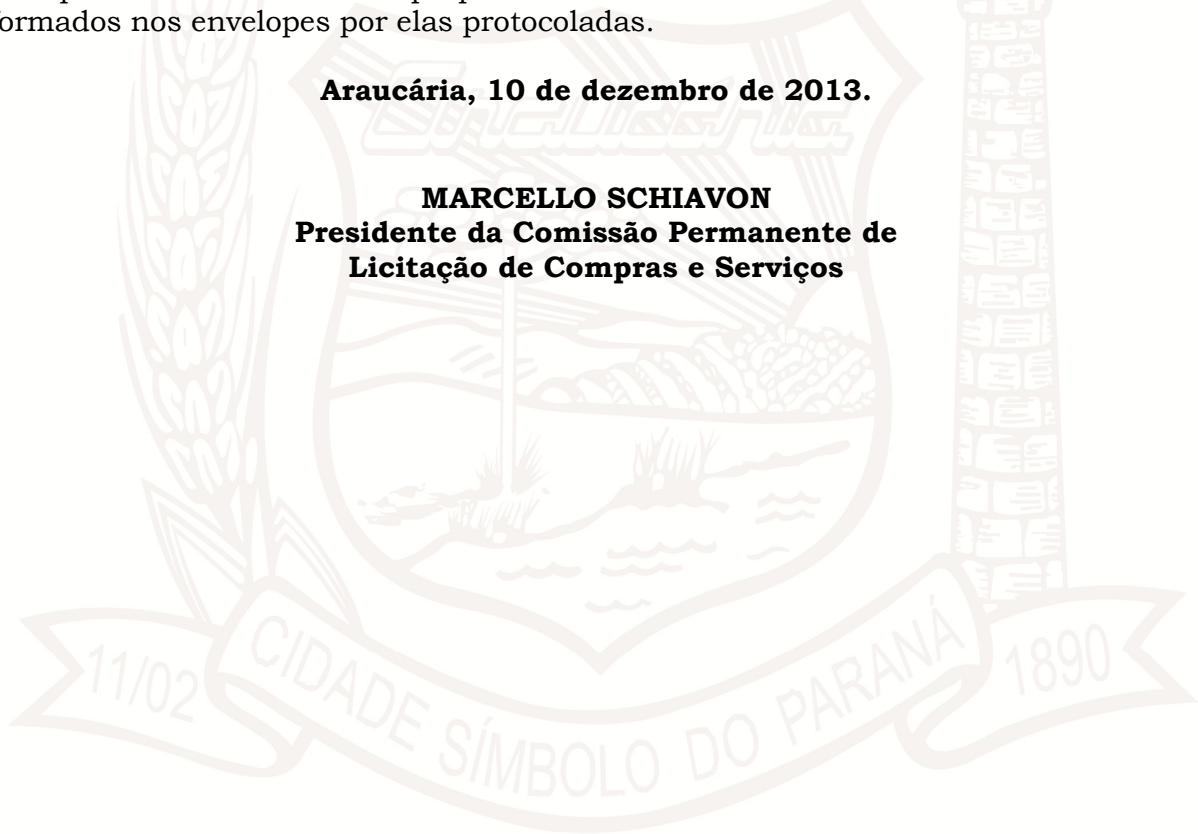 formados nos envelopes por elas protocoladas.
Araucária, 10 de dezembro de 2013.
MARCELLO SCHIAVON
Presidente da Comissão Permanente de
Licitação de Compras e Serviços
11/02
CIDADE SÍMBOLO DO PARANÁ
1890